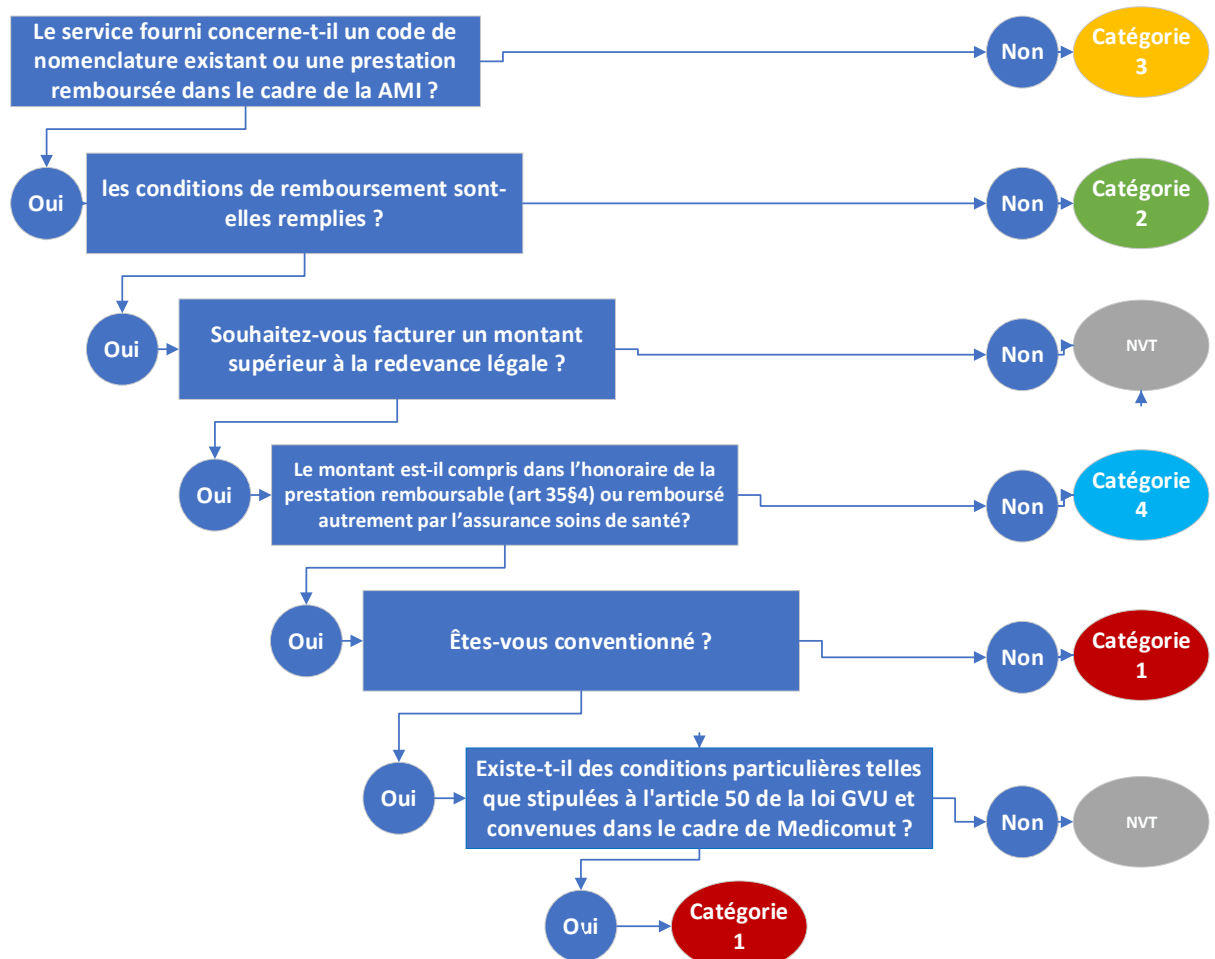 Le service fourni concerne-t-il un code de
nomenclature existant ou une prestation
remboursée dans le cadre de la AMI ?
Non
Catégorie
3
Oui
les conditions de remboursement sont-
elles remplies ?
Non
Catégorie
2
Oui
Souhaitez-vous facturer un montant
supérieur à la redevance légale ?
Non
NVT
Oui
Le montant est-il compris dans l’honoraire de la
prestation remboursable (art 35§4) ou remboursé
autrement par l’assurance soins de santé?
Non
Catégorie
4
Oui
Êtes-vous conventionné ?
Non
Catégorie
1
Oui
Existe-t-il des conditions particulières telles
que stipulées à l'article 50 de la loi GVU et
convenues dans le cadre de Medicomut ?
Non
NVT
Oui
Catégorie
1